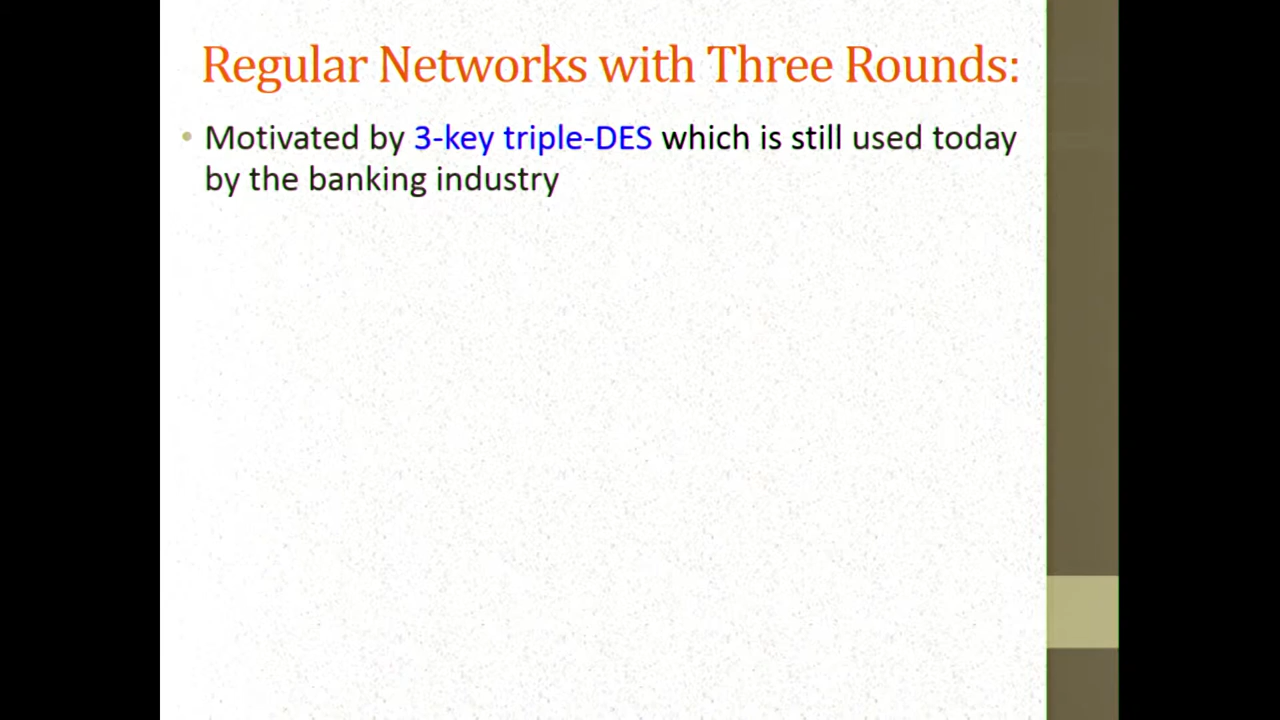 Regular Networks with Three Rounds:
• Motivated by 3-key triple-DES which is still used today
by the banking industry